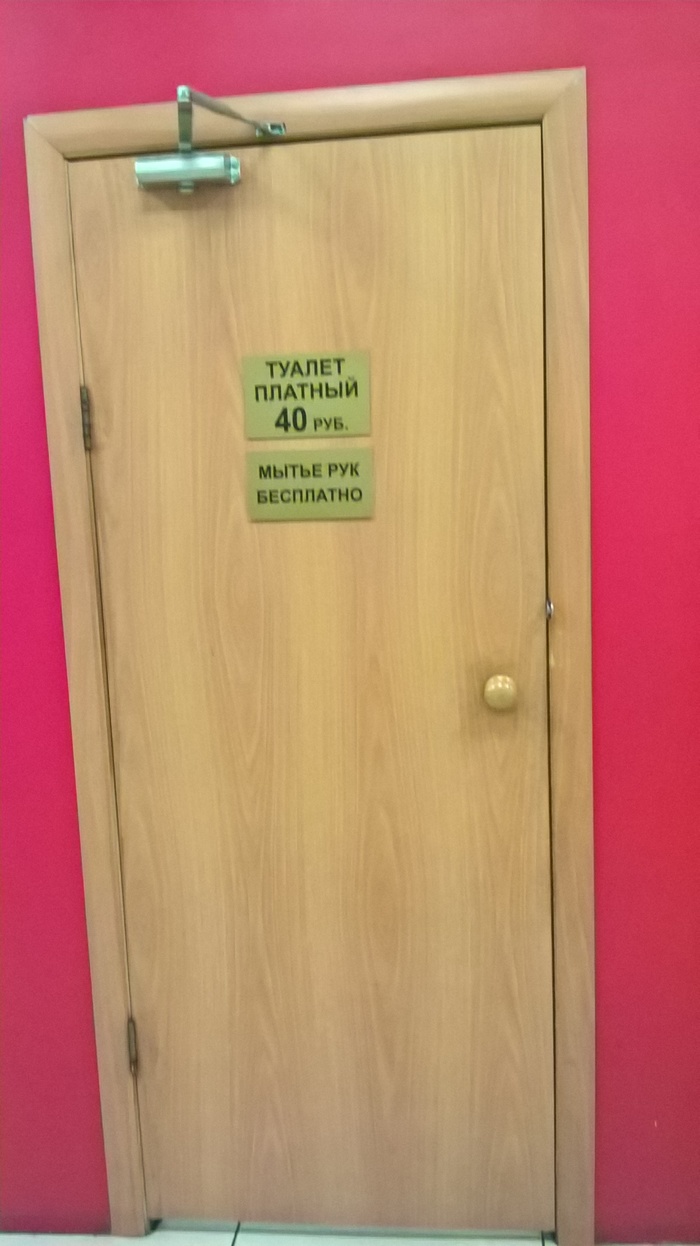 ТУАЛЕТ
ПЛАТНЫЙ
40 РУБ.
МЫТЬЕ РУК
БЕСПЛАТНО